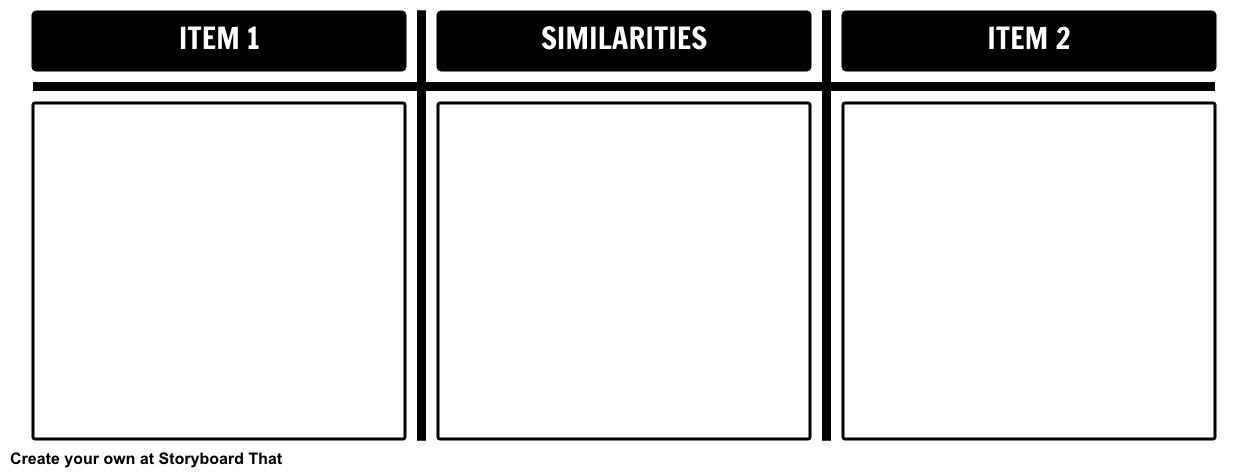 ITEM 1
SIMILARITIES
ITEM 2
Create your own at Storyboard That